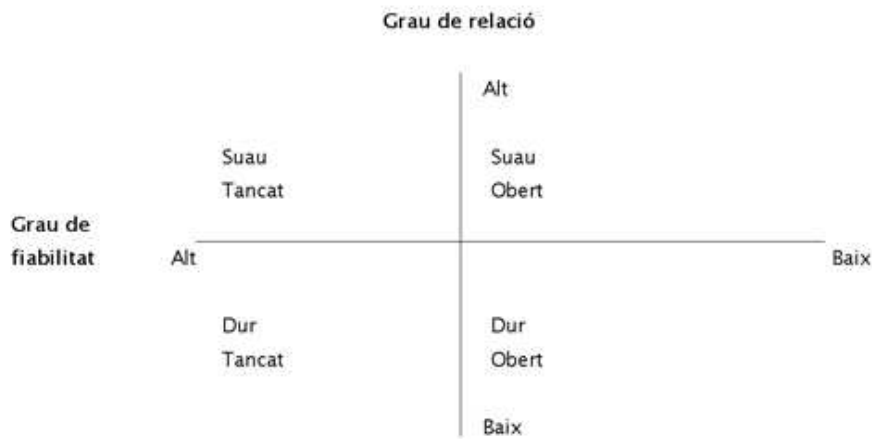 Grau de relació
Alt
Suau Suau
Tancat Obert
Grau de
fiabilitat Alt Baix
Dur Dur
Tancat Obert
Baix